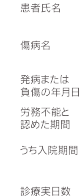 患者氏名
傷病名
発病または
負傷の年月日
労務不能と
認めた期間
うち入院期間
診療実日数